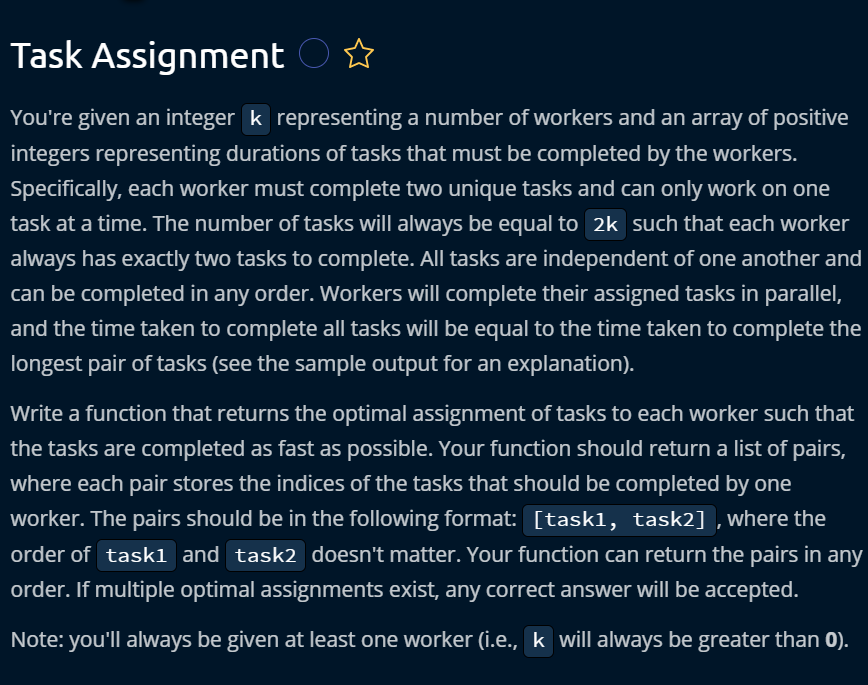 Task Assignment
You're given an integer k representing a number of workers and an array of positive
integers representing durations of tasks that must be completed by the workers.
Specifically, each worker must complete two unique tasks and can only work on one
task at a time. The number of tasks will always be equal to 2k such that each worker
always has exactly two tasks to complete. All tasks are independent of one another and
can be completed in any order. Workers will complete their assigned tasks in parallel,
and the time taken to complete all tasks will be equal to the time taken to complete the
longest pair of tasks (see the sample output for an explanation).
Write a function that returns the optimal assignment of tasks to each worker such that
the tasks are completed as fast as possible. Your function should return a list of pairs,
where each pair stores the indices of the tasks that should be completed by one
worker. The pairs should be in the following format: [task1, task2], where the
order of task1 and task2 doesn't matter. Your function can return the pairs in any
order. If multiple optimal assignments exist, any correct answer will be accepted.
Note: you'll always be given at least one worker (i.e., k will always be greater than 0).